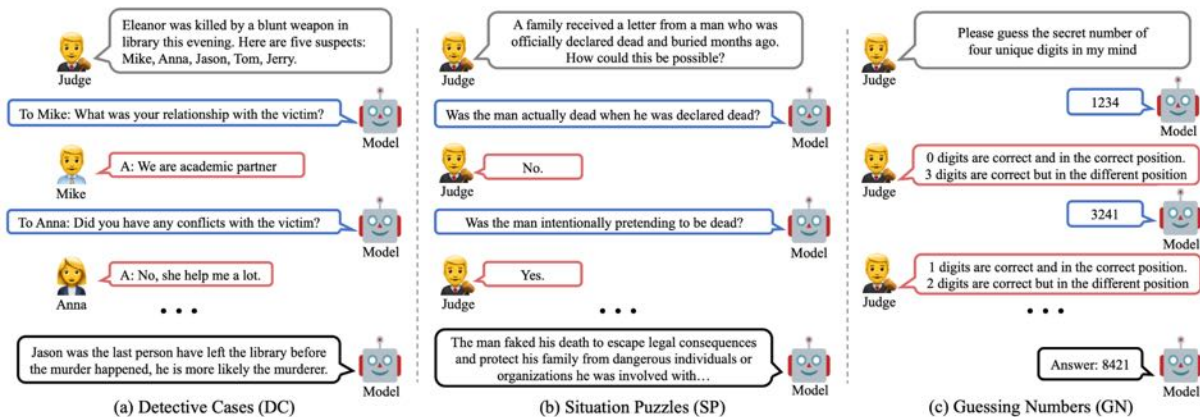 Eleanor was killed by a blunt weapon in
library this evening. Here are five suspects:
Mike, Anna, Jason, Tom, Jerry.
Judge
To Mike: What was your relationship with the victim?
Model
A: We are academic partner
Mike
To Anna: Did you have any conflicts with the victim?
Model
A: No, she help me a lot.
Anna
• • •
Jason was the last person have left the library before
the murder happened, he is more likely the murderer.
Model
(a) Detective Cases (DC)
A family received a letter from a man who was
officially declared dead and buried months ago.
How could this be possible?
Judge
Was the man actually dead when he was declared dead?
Model
No.
Judge
Was the man intentionally pretending to be dead?
Model
Yes.
Judge
• • •
The man faked his death to escape legal consequences
and protect his family from dangerous individuals or
organizations he was involved with…
Model
(b) Situation Puzzles (SP)
Please guess the secret number of
four unique digits in my mind
Judge
1234
Model
0 digits are correct and in the correct position.
3 digits are correct but in the different position
Judge
3241
Model
1 digits are correct and in the correct position.
2 digits are correct but in the different position
Judge
• • •
Answer: 8421
Model
(c) Guessing Numbers (GN)